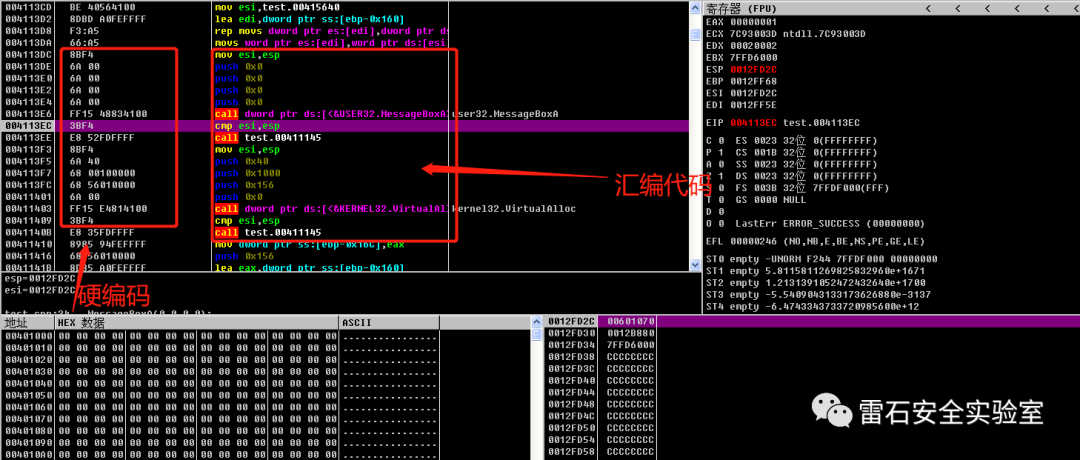 004113CD BE 40564100 mov esi,test.00415640
004113D2 8DBD A0FEFFFF lea edi,dword ptr ss:[ebp-0x160]
004113D8 F3:A5 rep movs dword ptr es:[edi],dword ptr ds
004113DA 66:A5 movs word ptr es:[edi],word ptr ds:[esi
004113DC 8BF4 mov esi,esp
004113DE 6A 00 push 0x0
004113E0 6A 00 push 0x0
004113E2 6A 00 push 0x0
004113E4 6A 00 push 0x0
004113E6 FF15 48834100 call dword ptr ds:[<&USER32.MessageBoxA user32.MessageBoxA
004113EC 3BF4 cmp esi,esp
004113EE E8 52FDFFFF call test.00411145
004113F3 8BF4 mov esi,esp
004113F5 6A 40 push 0x40
004113F7 68 00100000 push 0x1000
004113FC 68 56010000 push 0x156
00411401 6A 00 push 0x0
00411403 FF15 E4814100 call dword ptr ds:[<&KERNEL32.VirtualAl kernel32.VirtualAlloc
00411409 3BF4 cmp esi,esp
0041140B E8 35FDFFFF call test.00411145
00411410 8985 94FEFFFF mov dword ptr ss:[ebp-0x16C],eax
00411416 68 56010000 push 0x156
0041141B 8D85 A0FEFFFF lea eax,dword ptr ss:[ebp-0x160]
汇编代码
硬编码
esp=0012FD2C
esi=0012FD2C
寄存器 (FPU) < < < < < <
EAX 00000001
ECX 7C93003D ntdll.7C93003D
EDX 00020002
EBX 7FFD6000
ESP 0012FD2C
EBP 0012FF68
ESI 0012FD2C
EDI 0012FF5E
EIP 004113EC test.004113EC
C 0 ES 0023 32位 0(FFFFFFFF)
P 1 CS 001B 32位 0(FFFFFFFF)
A 0 SS 0023 32位 0(FFFFFFFF)
Z 1 DS 0023 32位 0(FFFFFFFF)
S 0 FS 003B 32位 7FFDF000(FFF)
T 0 GS 0000 NULL
D 0
O 0 LastErr ERROR_SUCCESS (00000000)
EFL 00000246 (NO,NB,E,BE,NS,PE,GE,LE)
ST0 empty -UNORM F244 7FFDF000 00000000
ST1 empty 5.8115811269825832960e+1671
ST2 empty 1.2131391052472432640e+1700
ST3 empty -5.5409043133173626880e-3137
ST4 empty -6.4743343733720985600e+12
地址 HEX 数据 ASCII
00401000 00 00 00 00 00 00 00 00 00 00 00 00 00 00 00 00 ................
00401010 00 00 00 00 00 00 00 00 00 00 00 00 00 00 00 00 ................
00401020 00 00 00 00 00 00 00 00 00 00 00 00 00 00 00 00 ................
00401030 00 00 00 00 00 00 00 00 00 00 00 00 00 00 00 00 ................
00401040 00 00 00 00 00 00 00 00 00 00 00 00 00 00 00 00 ................
00401050 00 00 00 00 00 00 00 00 00 00 00 00 00 00 00 00 ................
00401060 00 00 00 00 00 00 00 00 00 00 00 00 00 00 00 00 ................
00401070 00 00 00 00 00 00 00 00 00 00 00 00 00 00 00 00 ................
00401080 00 00 00 00 00 00 00 00 00 00 00 00 00 00 00 00 ................
00401090 00 00 00 00 00 00 00 00 00 00 00 00 00 00 00 00 ................
004010A0 00 00 00 00 00 00 00 00 00 00 00 00 00 00 00 00 ................
0012FD2C 00601070
0012FD30 0012B880
0012FD34 7FFD6000
0012FD38 CCCCCCCC
0012FD3C CCCCCCCC
0012FD40 CCCCCCCC
0012FD44 CCCCCCCC
0012FD48 CCCCCCCC
0012FD4C CCCCCCCC
0012FD50 CCCCCCCC
0012FD54 CCCCCCCC
0012FD58 CCCCCCCC
雷石安全实验室